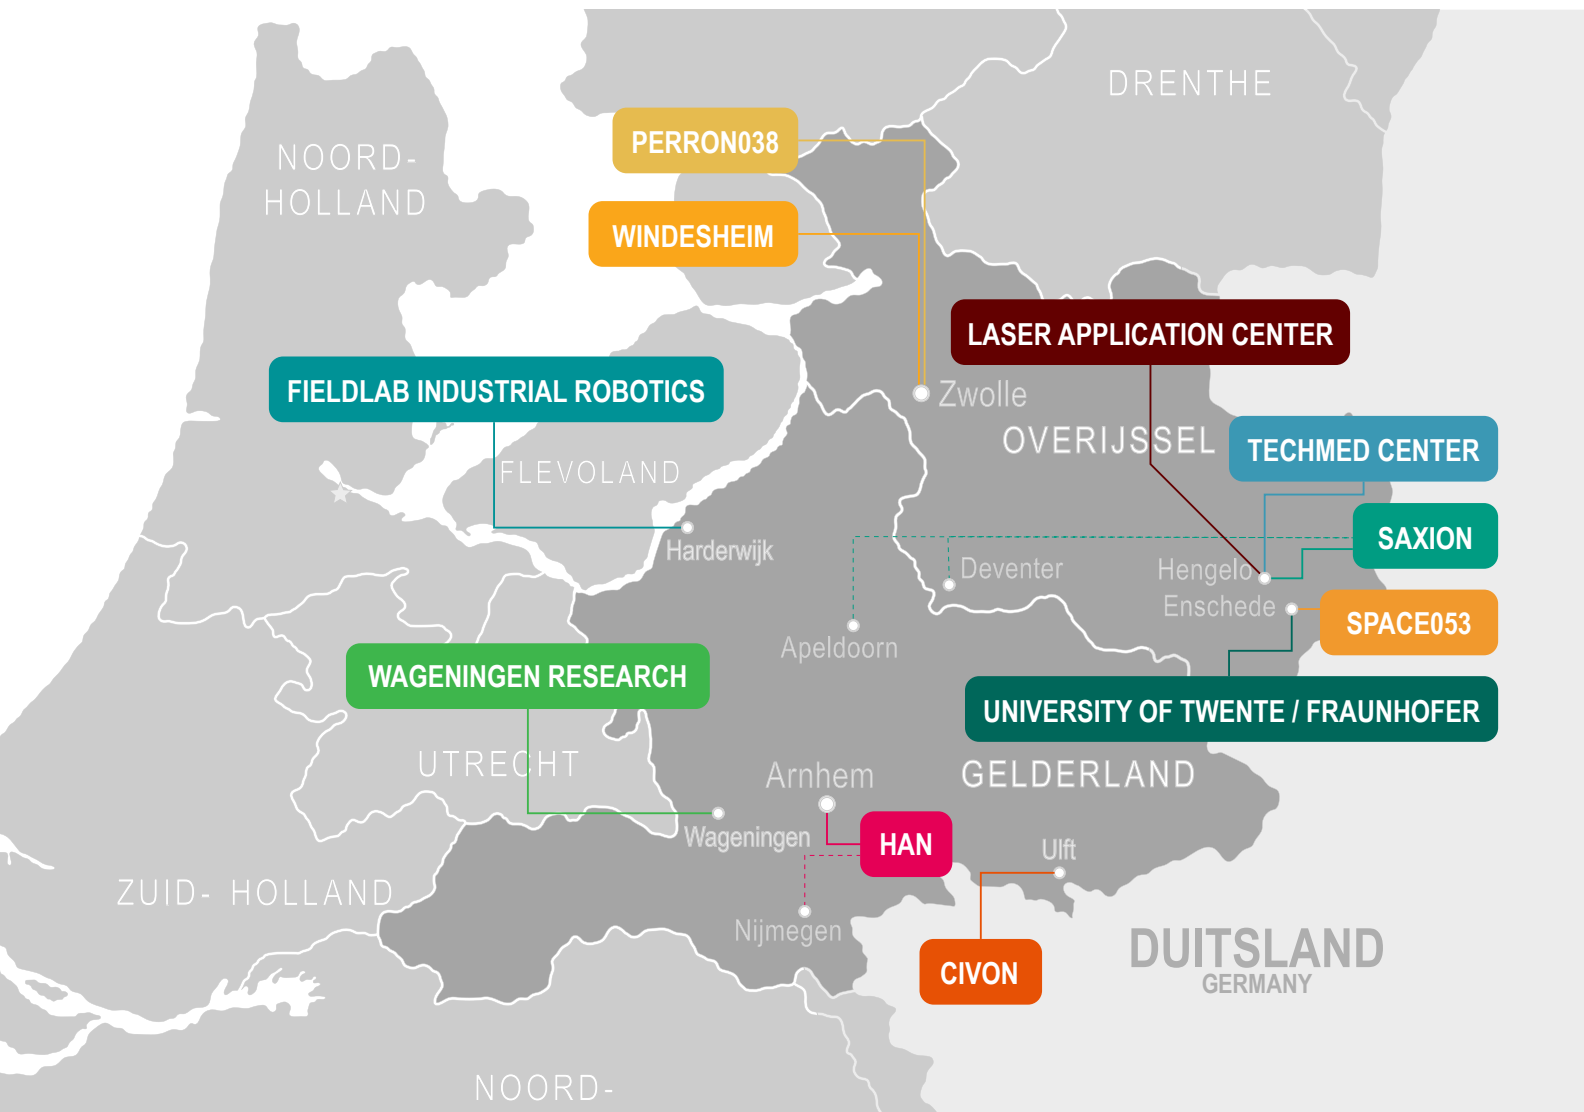 DRENTHE
PERRON038
NOORD-
HOLLAND
WINDESHEIM
LASER APPLICATION CENTER
FIELDLAB INDUSTRIAL ROBOTICS
Zwolle
OVERIJSSEL
TECHMED CENTER
FLEVOLAND
SAXION
Harderwijk
Deventer
Hengelo
Enschede
SPACE053
Apeldoorn
WAGENINGEN RESEARCH
UNIVERSITY OF TWENTE / FRAUNHOFER
UTRECHT
Arnhem
GELDERLAND
Wageningen
HAN
Ulft
ZUID- HOLLAND
Nijmegen
DUITSLAND
GERMANY
CIVON
NOORD-